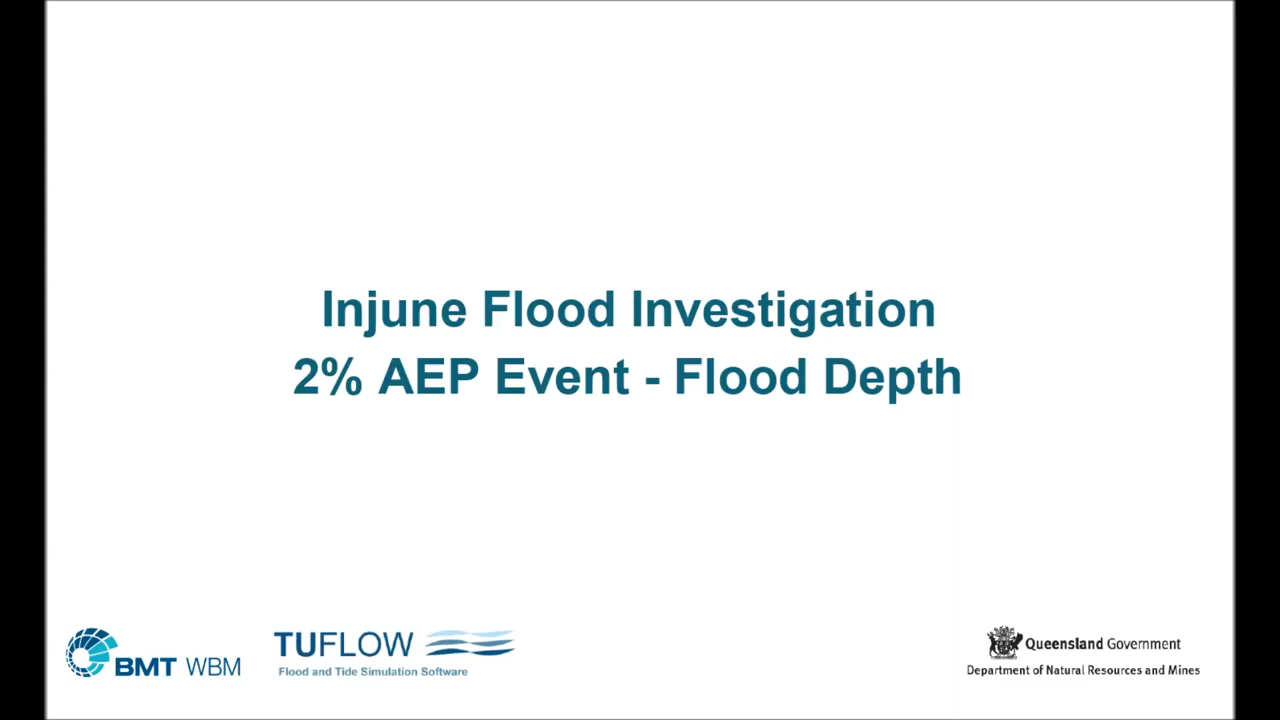 Injune Flood Investigation
2% AEP Event - Flood Depth
BMT WBM
TUFLOW
Flood and Tide Simulation Software
Queensland Government
Department of Natural Resources and Mines